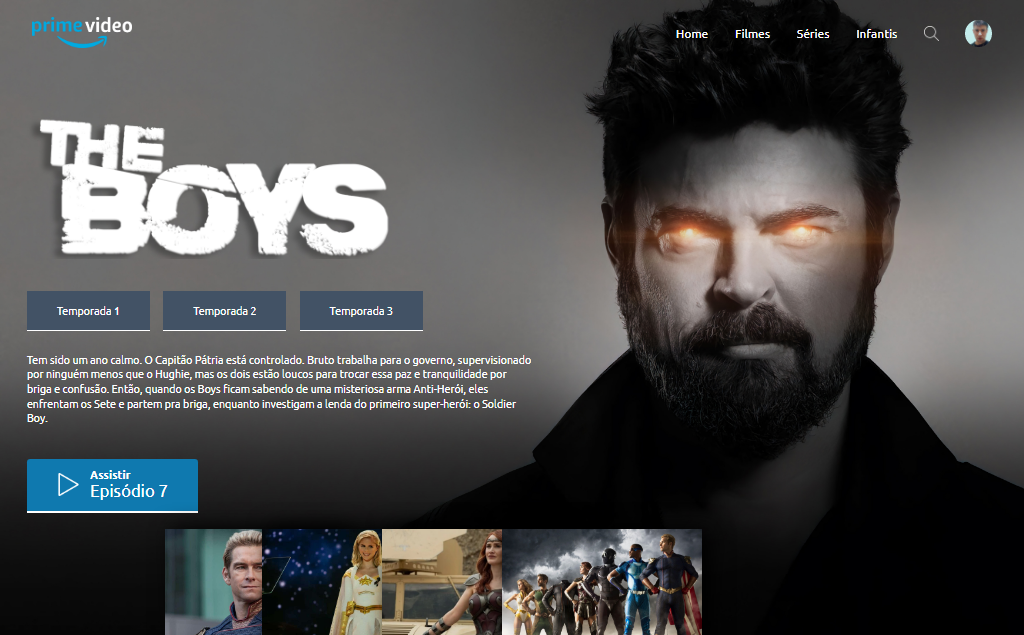 prime video
Home Filmes Séries Infantis
THE
BOYS
Temporada 1 Temporada 2 Temporada 3
Tem sido um ano calmo. O Capitão Pátria está controlado. Bruto trabalha para o governo, supervisionado
por ninguém menos que o Hughie, mas os dois estão loucos para trocar essa paz e tranquilidade por
briga e confusão. Então, quando os Boys ficam sabendo de uma misteriosa arma Anti-Herói, eles
enfrentam os Sete e partem pra briga, enquanto investigam a lenda do primeiro super-herói: o Soldier
Boy.
Assistir
Episódio 7